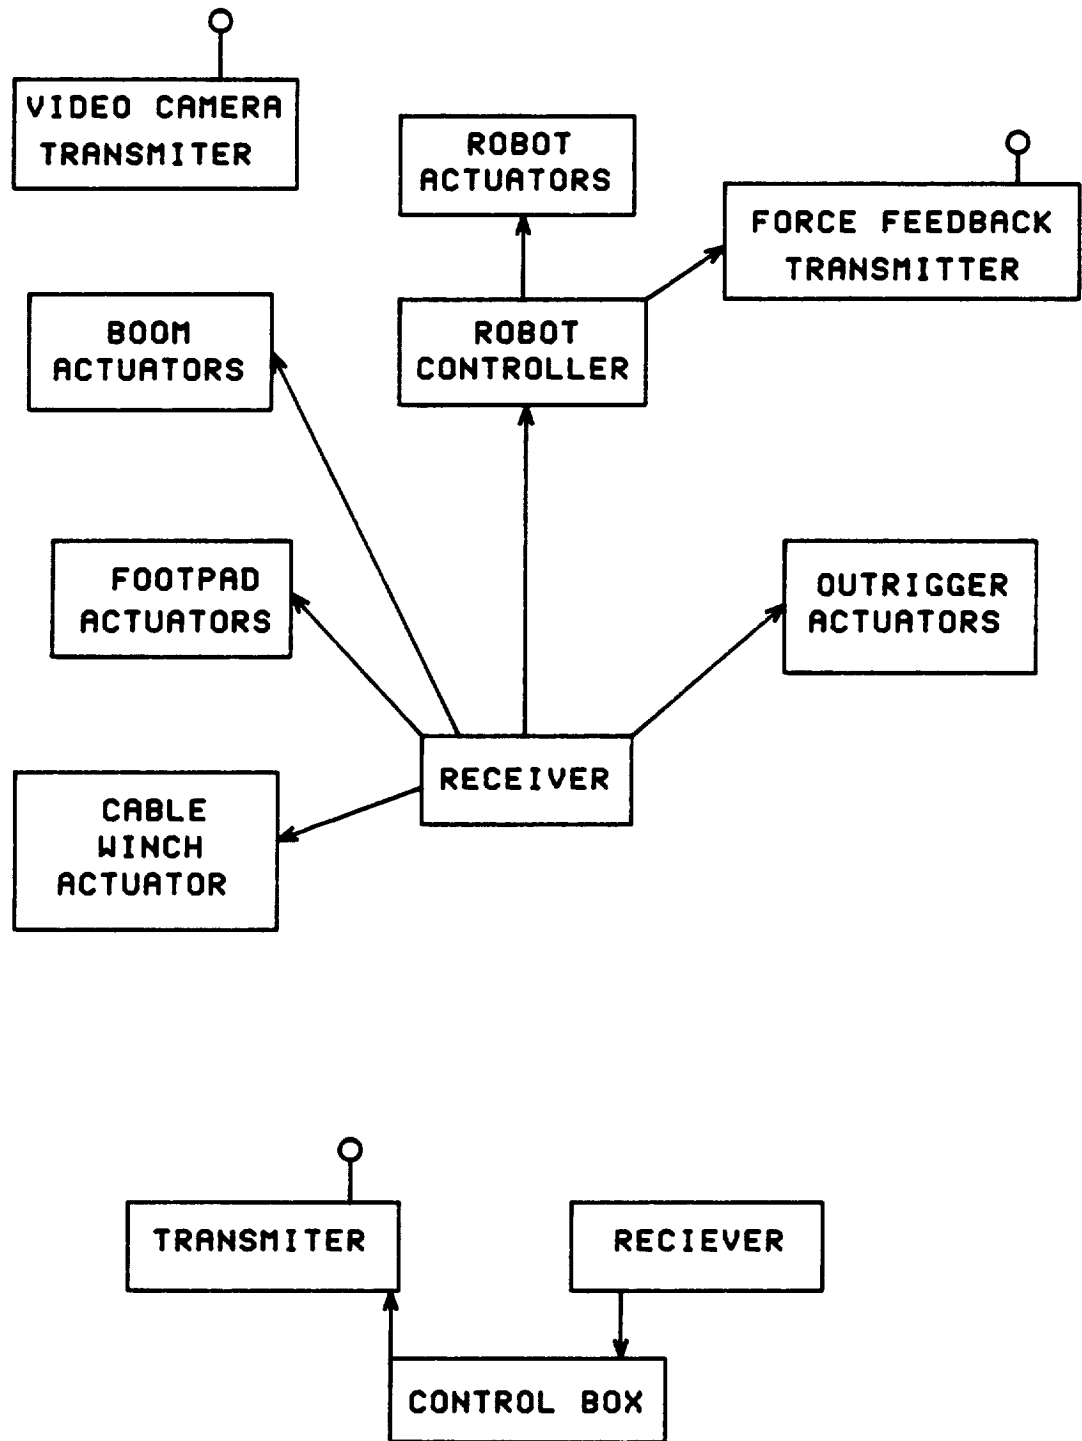 VIDEO CAMERA
TRANSMITER
ROBOT
ACTUATORS
FORCE FEEDBACK
TRANSMITTER
BOOM
ACTUATORS
ROBOT
CONTROLLER
FOOTPAD
ACTUATORS
OUTRIGGER
ACTUATORS
RECEIVER
CABLE
WINCH
ACTUATOR
TRANSMITER
RECIEVER
CONTROL BOX